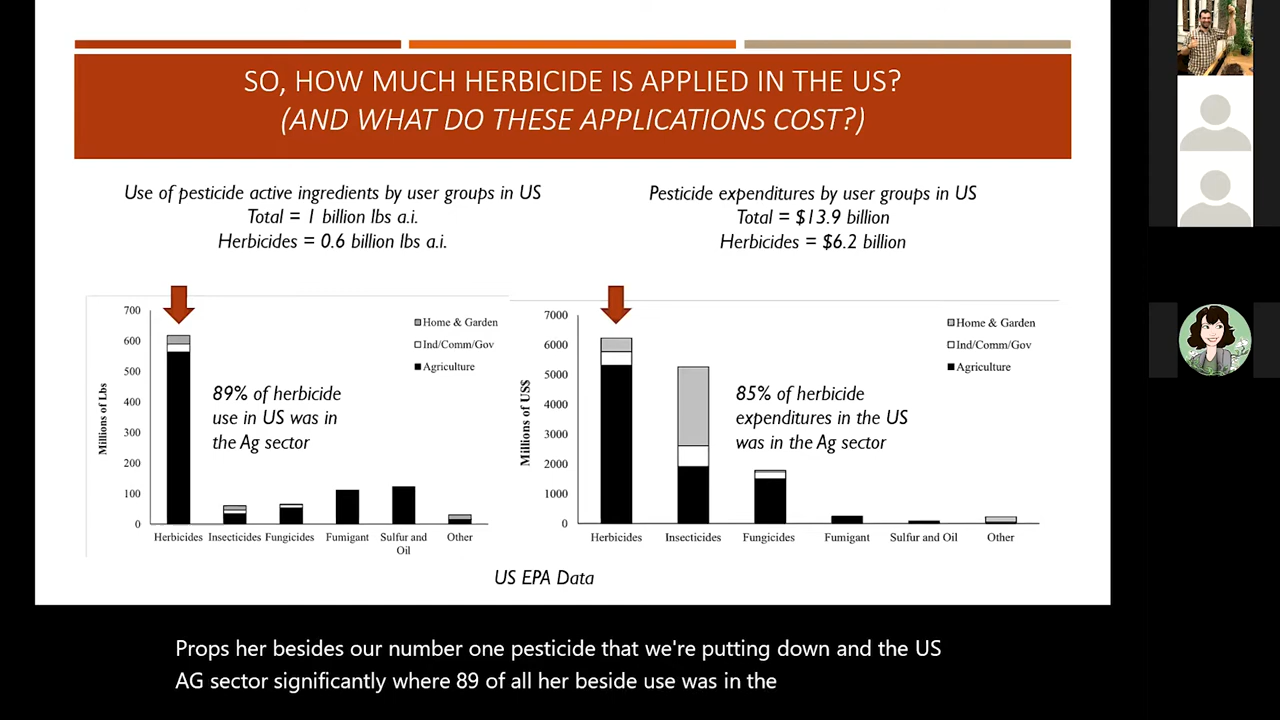 SO, HOW MUCH HERBICIDE IS APPLIED IN THE US?
(AND WHAT DO THESE APPLICATIONS COST?)
Use of pesticide active ingredients by user groups in US
Total = 1 billion lbs a.i.
Herbicides = 0.6 billion lbs a.i.
Pesticide expenditures by user groups in US
Total = $13.9 billion
Herbicides = $6.2 billion
700
600
500
400
300
200
100
0
Millions of Lbs
Home & Garden
Ind/Comm/Gov
Agriculture
89% of herbicide
use in US was in
the Ag sector
Herbicides Insecticides Fungicides Fumigant Sulfur and Other
Oil
7000
6000
5000
4000
3000
2000
1000
0
Millions of US$
Home & Garden
Ind/Comm/Gov
Agriculture
85% of herbicide
expenditures in the US
was in the Ag sector
Herbicides Insecticides Fungicides Fumigant Sulfur and Oil Other
US EPA Data
Props her besides our number one pesticide that we're putting down and the US
AG sector significantly where 89 of all her beside use was in the